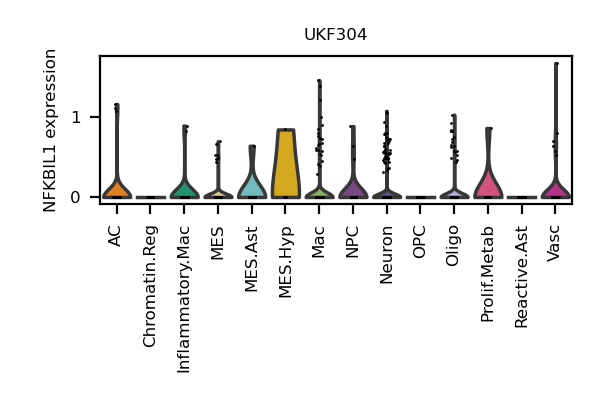 UKF304
NFKBIL1 expression
1
0
AC
Chromatin.Reg
Inflammatory.Mac
MES
MES.Ast
MES.Hyp
Mac
NPC
Neuron
OPC
Oligo
Prolif.Metab
Reactive.Ast
Vasc